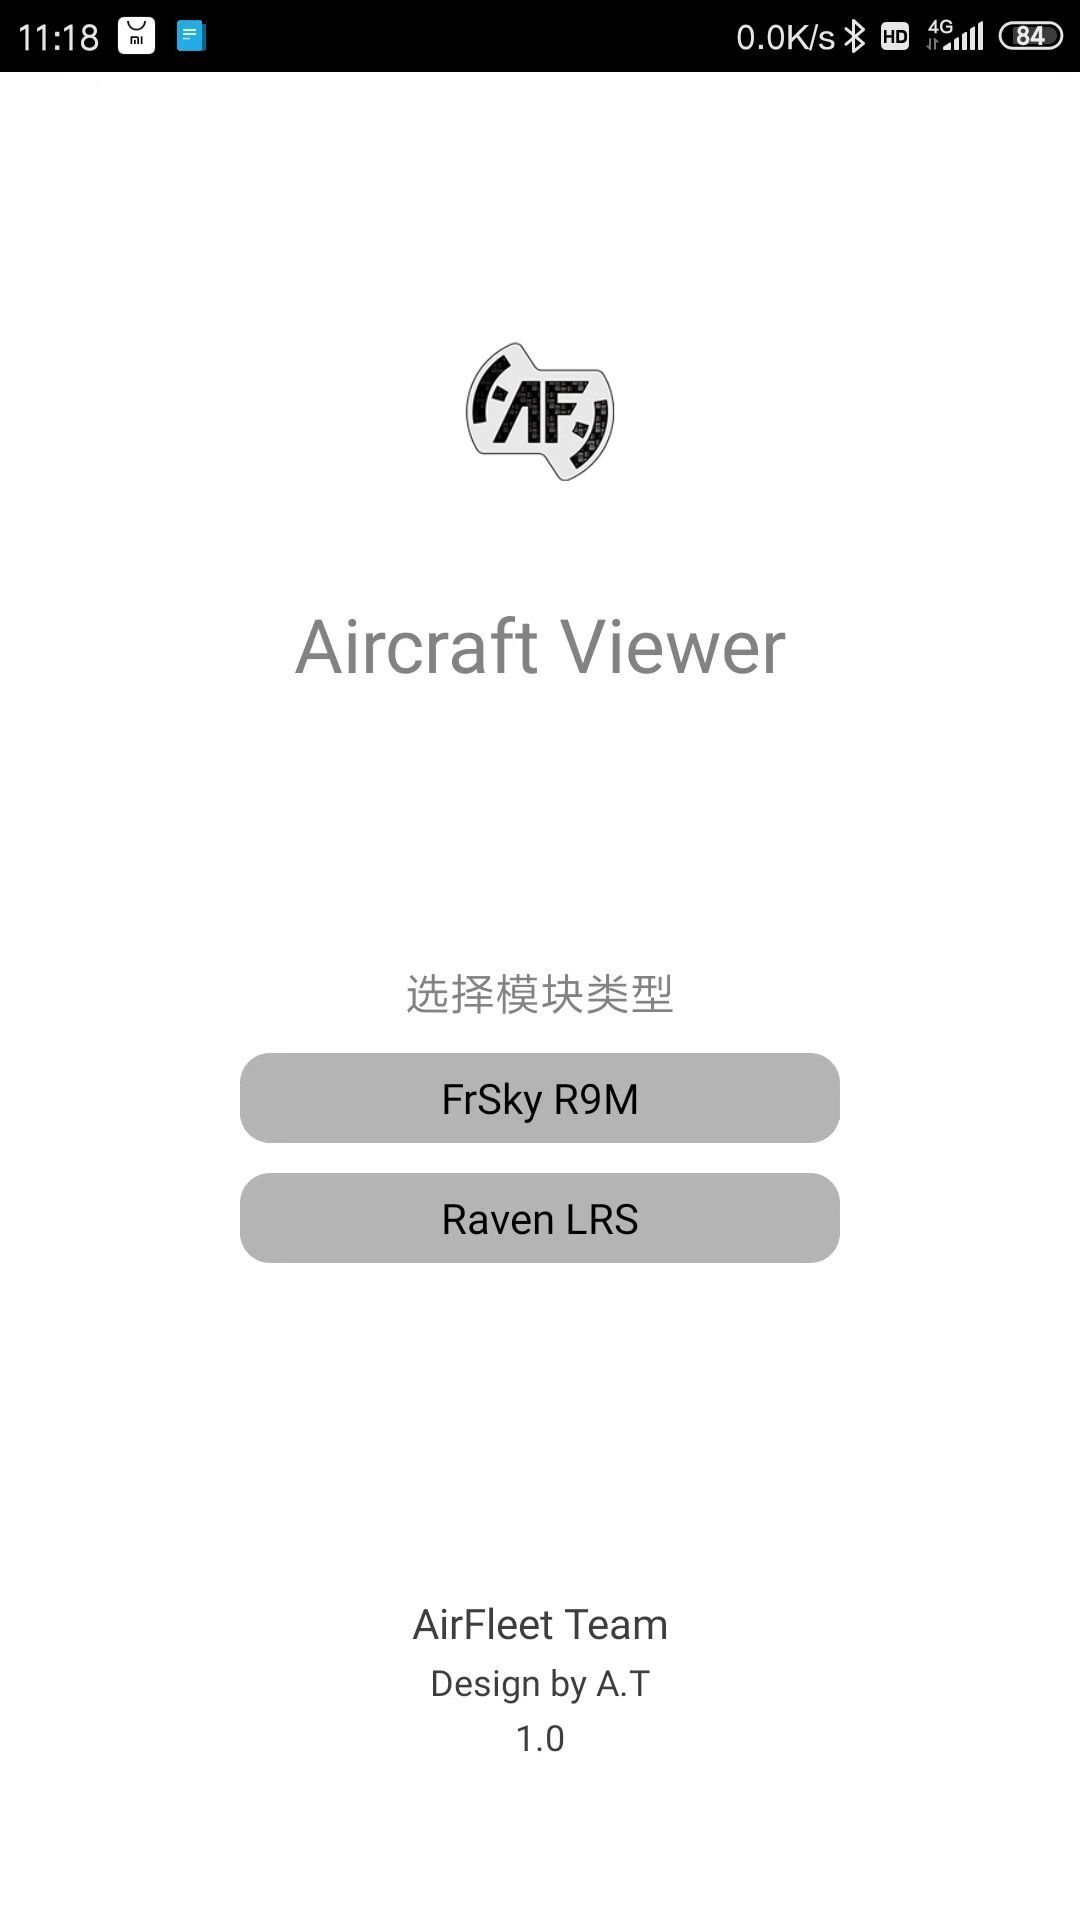 11:18 mi 0.0K/s HD 4G 84
AF
Aircraft Viewer
选择模块类型
FrSky R9M
Raven LRS
AirFleet Team
Design by A.T
1.0